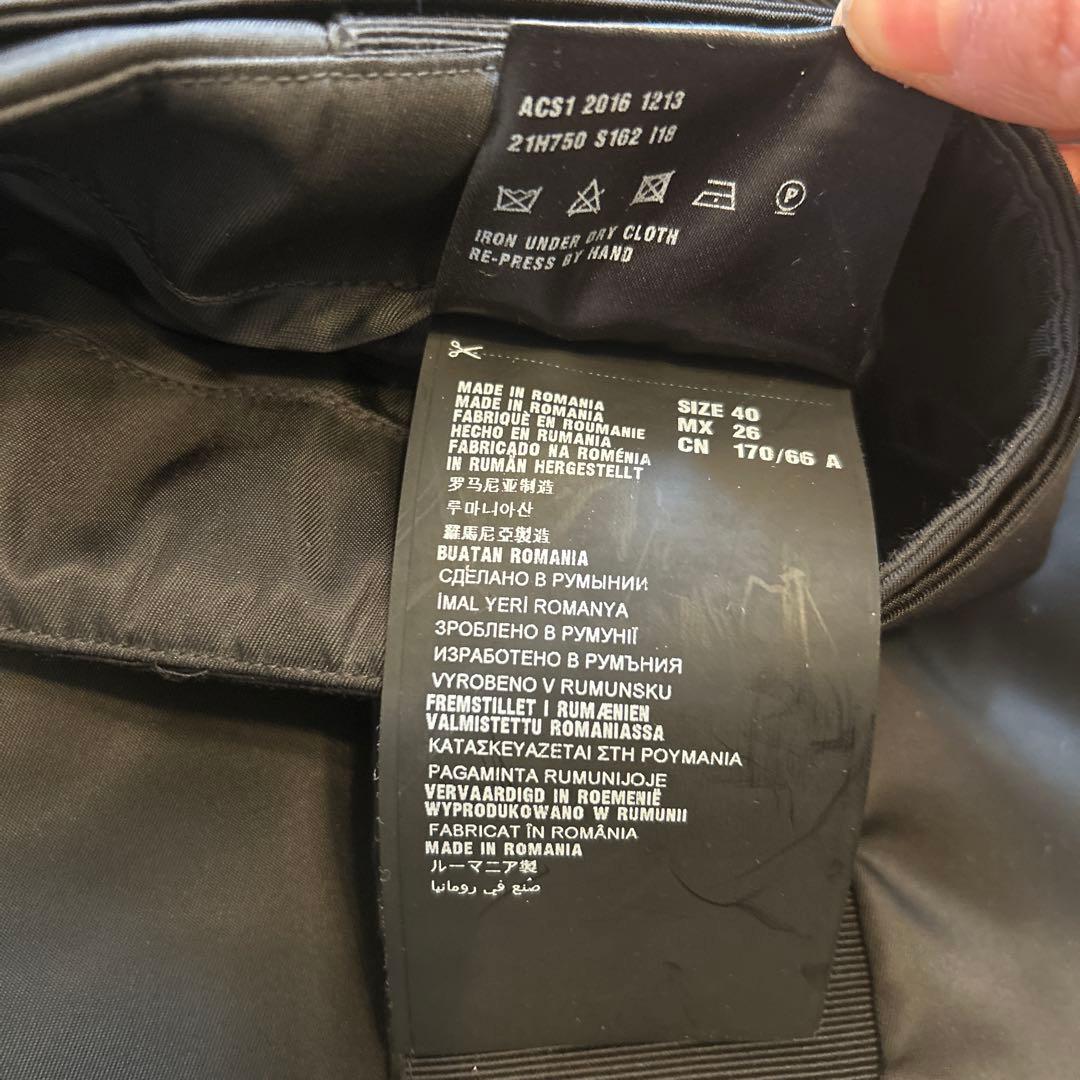 ACS1 2016 1213
21H750 S162 I18
P
IRON UNDER DRY CLOTH
RE-PRESS BY HAND
MADE IN ROMANIA
MADE IN ROMANIA
FABRIQUÈ EN ROUMANIE
HECHO EN RUMANIA
FABRICADO NA ROMÉNIA
IN RUMÄN HERGESTELLT
罗马尼亚制造
루마니아산
羅馬尼亞製造
BUATAN ROMANIA
СДЕЛАНО В РУМЫНИИ
İMAL YERİ ROMANYA
ЗРОБЛЕНО В РУМУНІЇ
ИЗРАБОТЕНО В РУМЪНИЯ
VYROBENO V RUMUNSKU
FREMSTILLET I RUMÆNIEN
VALMISTETTU ROMANIASSA
ΚΑΤΑΣΚΕΥΑΖΕΤΑΙ ΣΤΗ ΡΟΥΜΑΝΙΑ
PAGAMINTA RUMUNIJOJE
VERVAARDIGD IN ROEMENIË
WYPRODUKOWANO W RUMUNII
FABRICAT ÎN ROMÂNIA
MADE IN ROMANIA
ルーマニア製
صُنع في رومانيا
SIZE 40
MX 26
CN 170/66 A